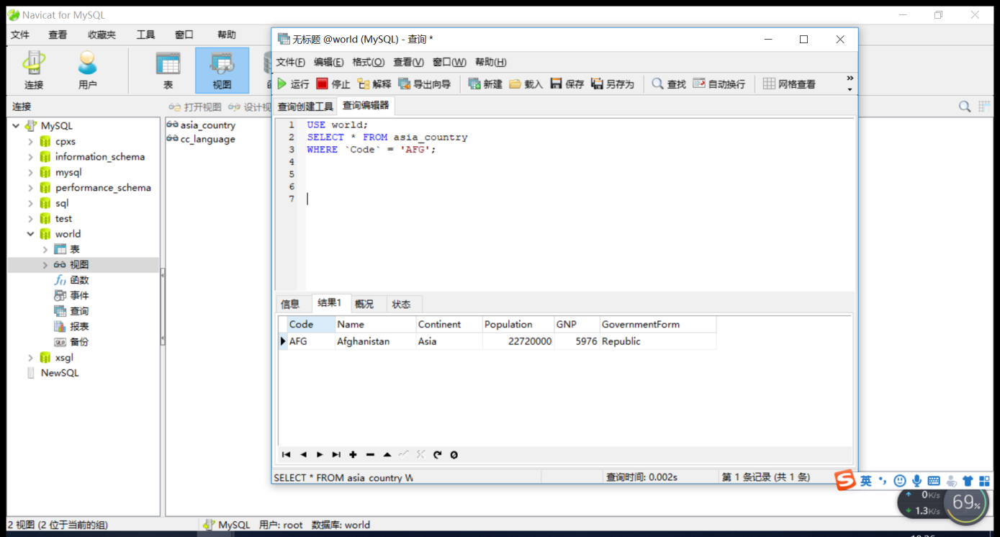 Navicat for MySQL
文件 查看 收藏夹 工具 窗口 帮助
连接 用户 表 视图
连接
打开视图 设计视
MySQL
cpxs
information_schema
mysql
performance_schema
sql
test
world
表
视图
函数
事件
查询
报表
备份
xsgl
NewSQL
asia_country
cc_language
无标题 @world (MySQL) - 查询 *
文件(F) 编辑(E) 格式(O) 查看(V) 窗口(W) 帮助(H)
运行 停止 解释 导出向导 新建 载入 保存 另存为 查找 自动换行 网格查看 »
查询创建工具 查询编辑器
1 USE world;
2 SELECT * FROM asia_country
3 WHERE `Code` = 'AFG';
4
5
6
7
信息 结果1 概况 状态
Code Name Continent Population GNP GovernmentForm
AFG Afghanistan Asia 22720000 5976 Republic
SELECT * FROM asia_country W 查询时间: 0.002s 第 1 条记录 (共 1 条)
英
0K/s
1.3K/s
69%
2 视图 (2 位于当前的组) MySQL 用户: root 数据库: world